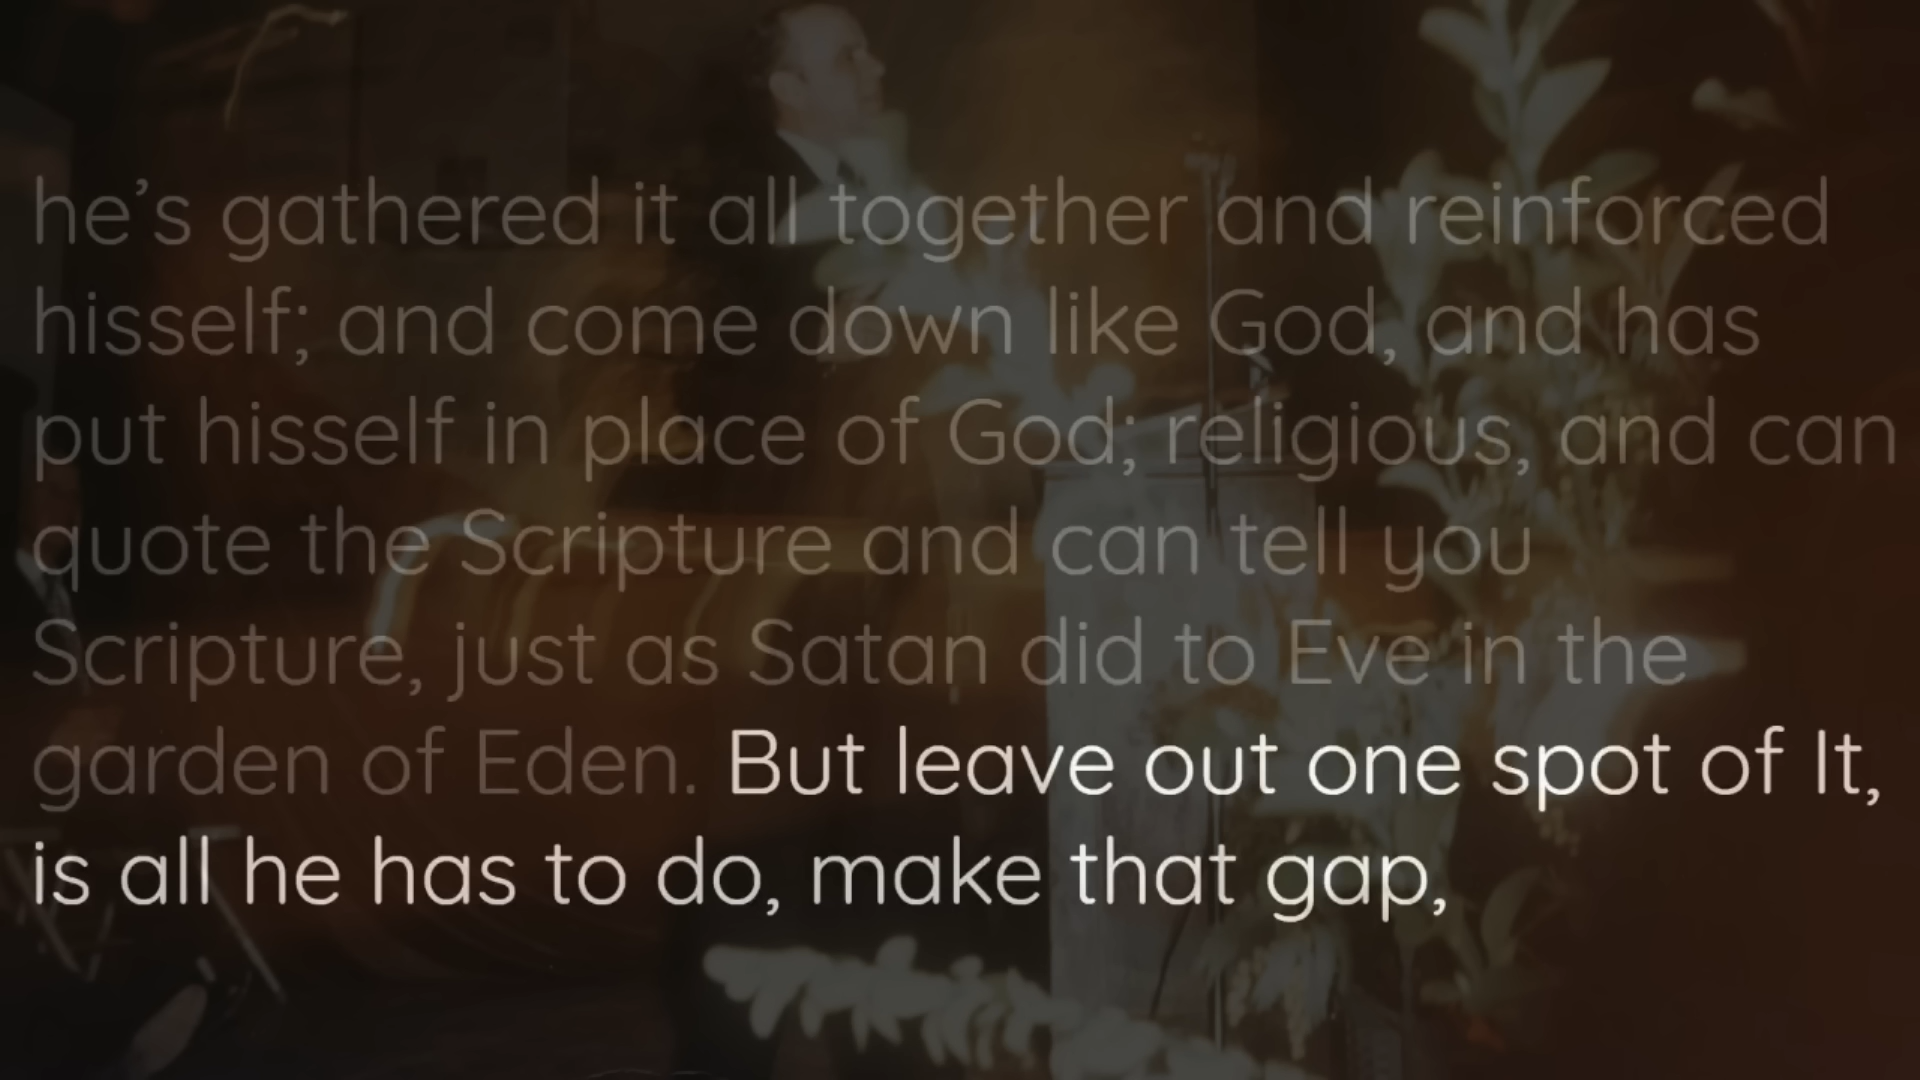 he’s gathered it all together and reinforced
hisself; and come down like God, and has
put hisself in place of God; religious, and can
quote the Scripture and can tell you
Scripture, just as Satan did to Eve in the
garden of Eden. But leave out one spot of It,
is all he has to do, make that gap,